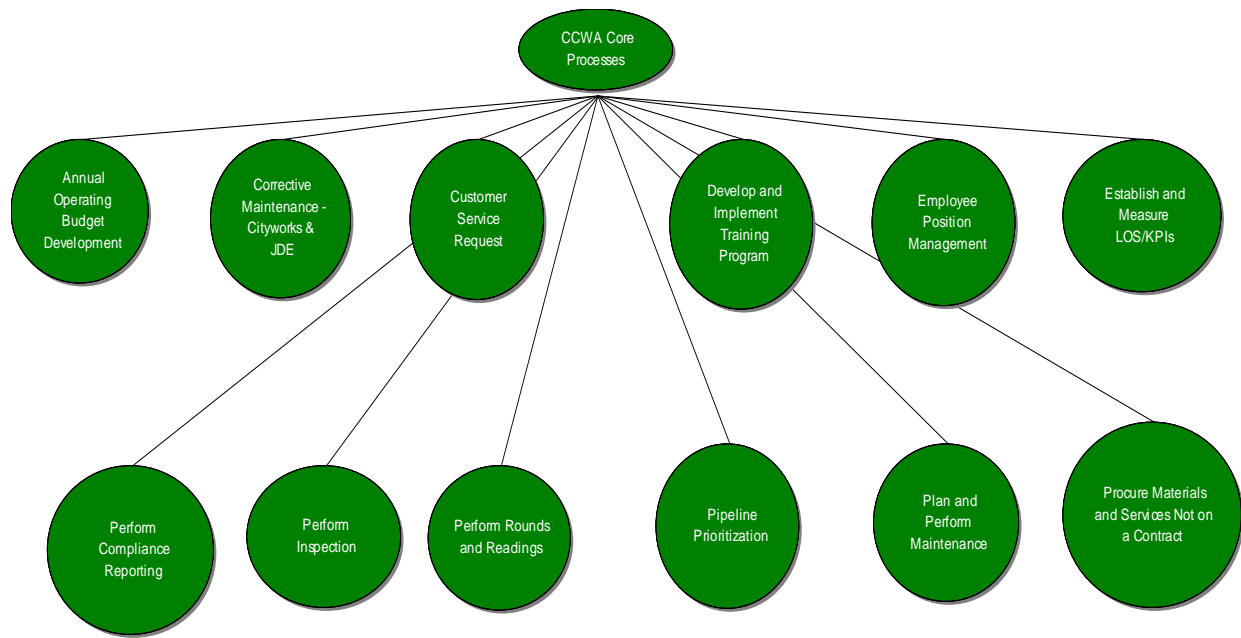 CCWA Core
Processes
Annual
Operating
Budget
Development
Corrective
Maintenance -
Cityworks &
JDE
Customer
Service
Request
Develop and
Implement
Training
Program
Employee
Position
Management
Establish and
Measure
LOS/KPIs
Perform
Compliance
Reporting
Perform
Inspection
Perform Rounds
and Readings
Pipeline
Prioritization
Plan and
Perform
Maintenance
Procure Materials
and Services Not on
a Contract